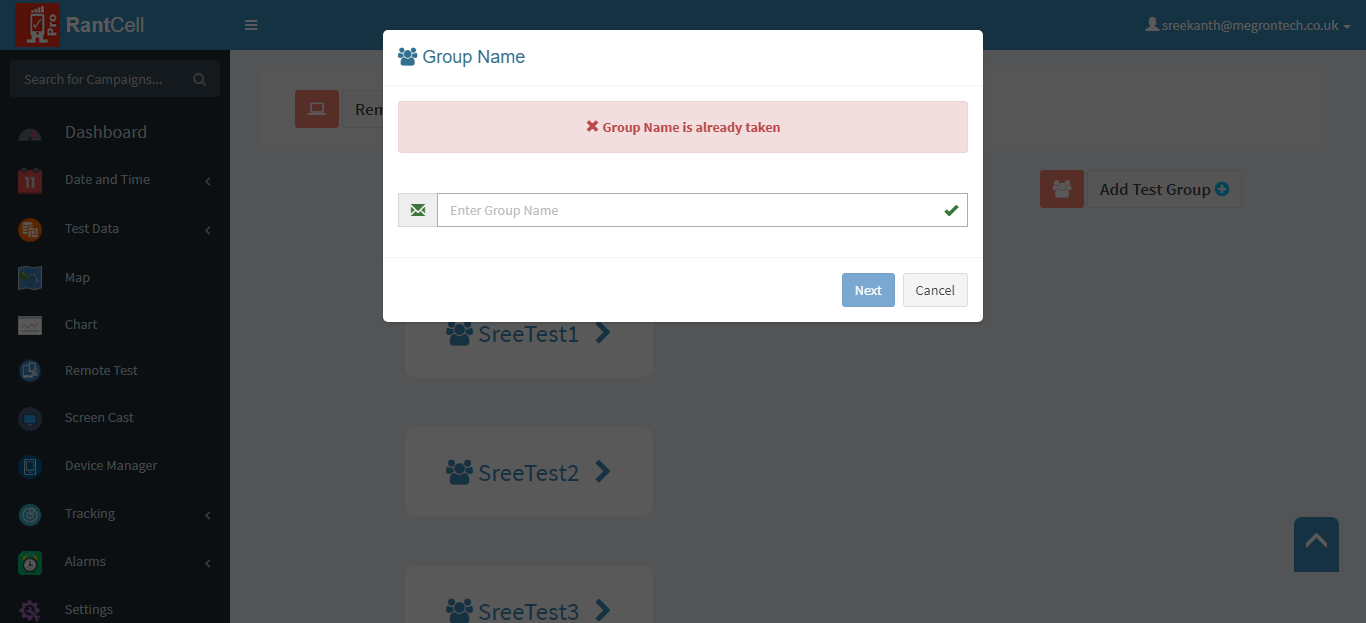 Pro
RantCell
sreekanth@megrontech.co.uk
Search for Campaigns...
Dashboard
11
Date and Time
Test Data
Map
Chart
Remote Test
Screen Cast
Device Manager
Tracking
Alarms
Settings
Rem
Add Test Group
Group Name
Group Name is already taken
Enter Group Name
Next
Cancel
SreeTest1
SreeTest2
SreeTest3